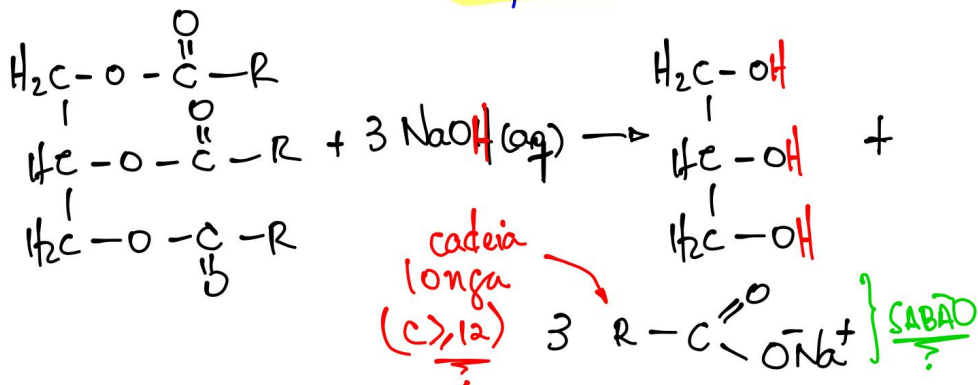 O
H₂C - O - C - R
O
HC - O - C - R + 3 NaOH (aq) → +
H₂C - O - C - R
O
H₂C - OH
HC - OH
H₂C - OH
cadeia
longa
(C ≥ 12)
?
3 R - C O
O⁻Na⁺ } SABÃO
?